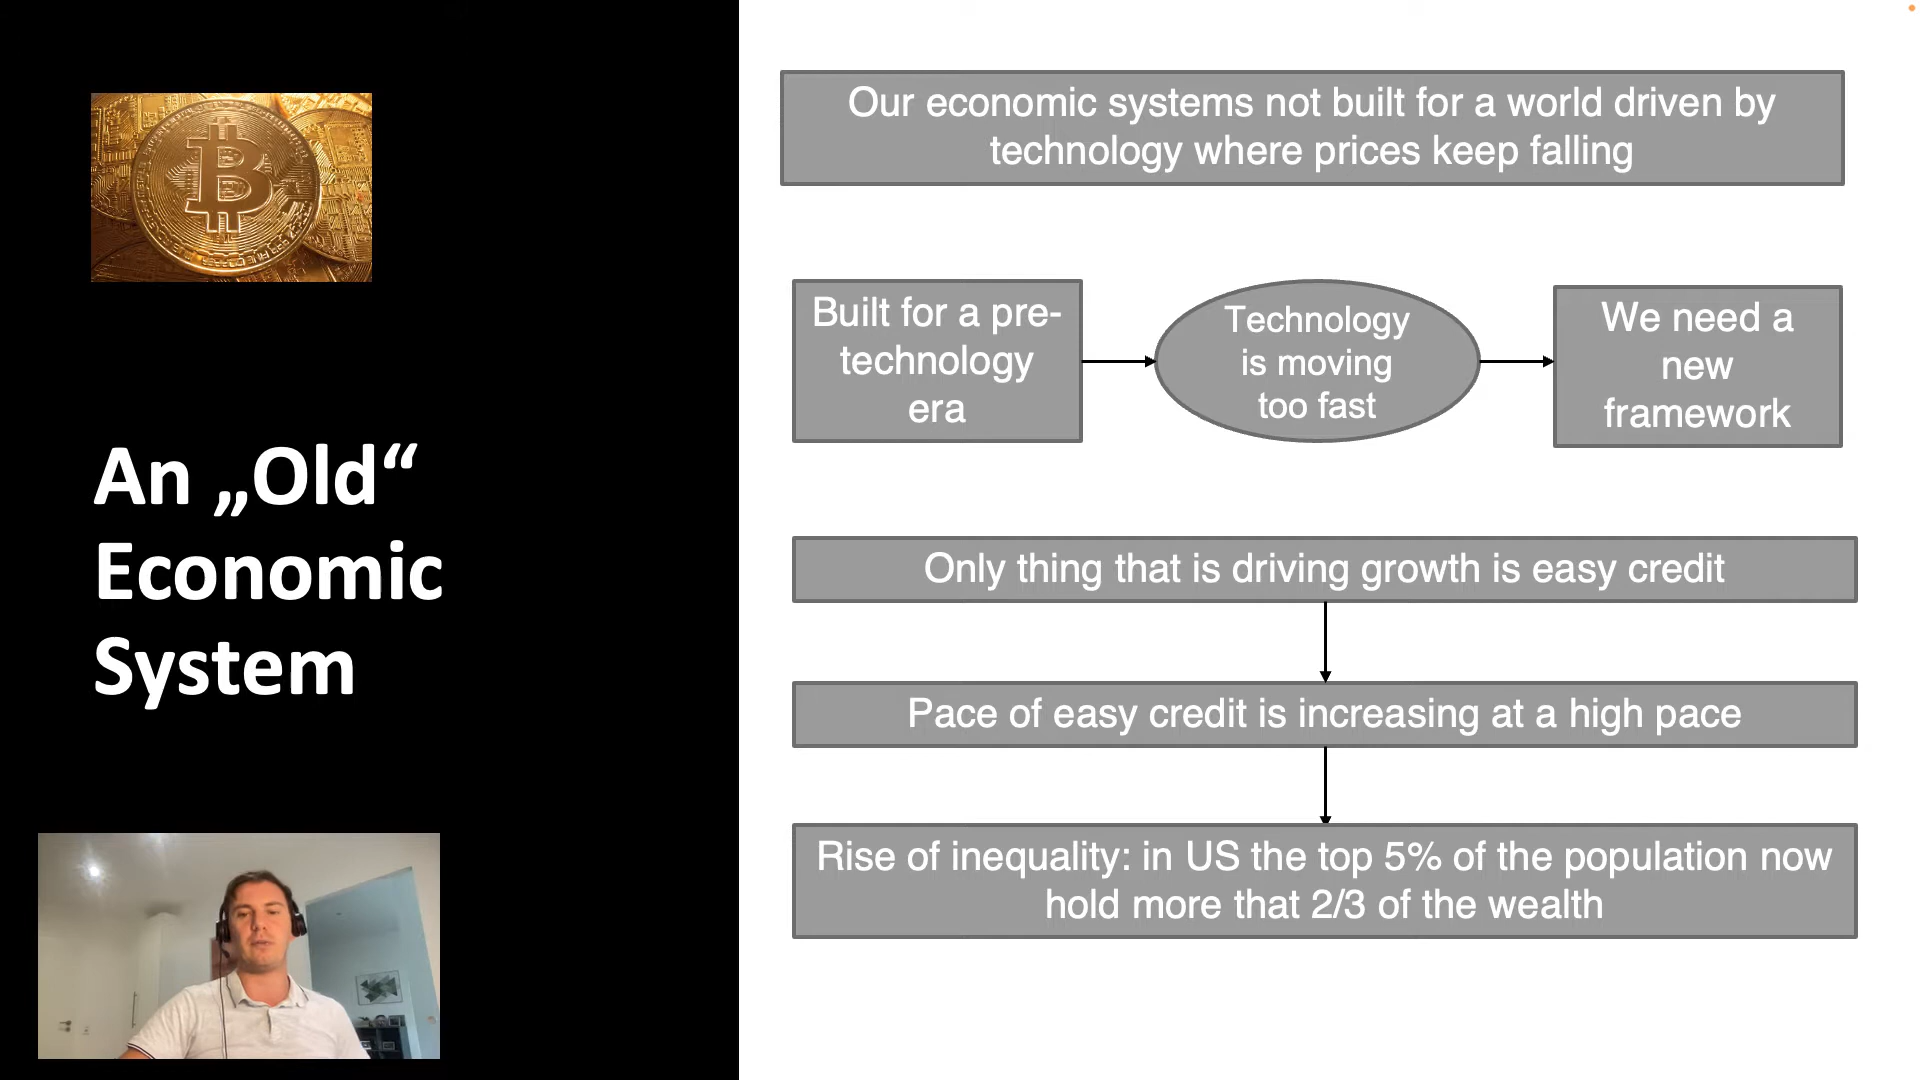 An „Old“
Economic
System
Our economic systems not built for a world driven by
technology where prices keep falling
Built for a pre-
technology
era
Technology
is moving
too fast
We need a
new
framework
Only thing that is driving growth is easy credit
Pace of easy credit is increasing at a high pace
Rise of inequality: in US the top 5% of the population now
hold more that 2/3 of the wealth